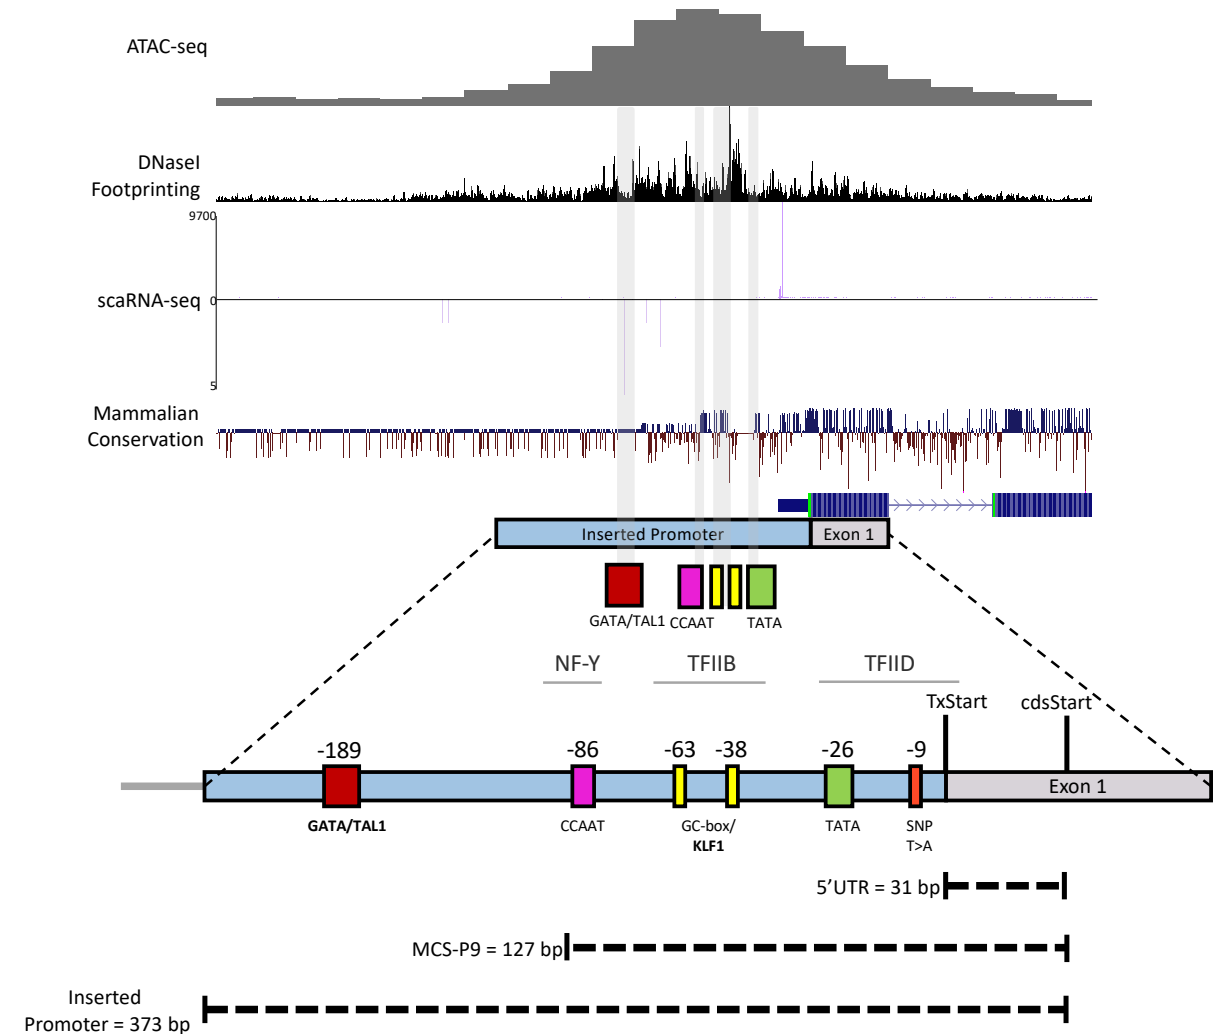 ATAC-seq
DNaseI
Footprinting
9700
scaRNA-seq
0
5
Mammalian
Conservation
Inserted Promoter
Exon 1
GATA/TAL1
CCAAT
TATA
NF-Y
TFIIB
TFIID
TxStart
cdsStart
-189
-86
-63
-38
-26
-9
Exon 1
GATA/TAL1
CCAAT
GC-box/
KLF1
TATA
SNP
T>A
5’UTR = 31 bp
MCS-P9 = 127 bp
Inserted
Promoter = 373 bp